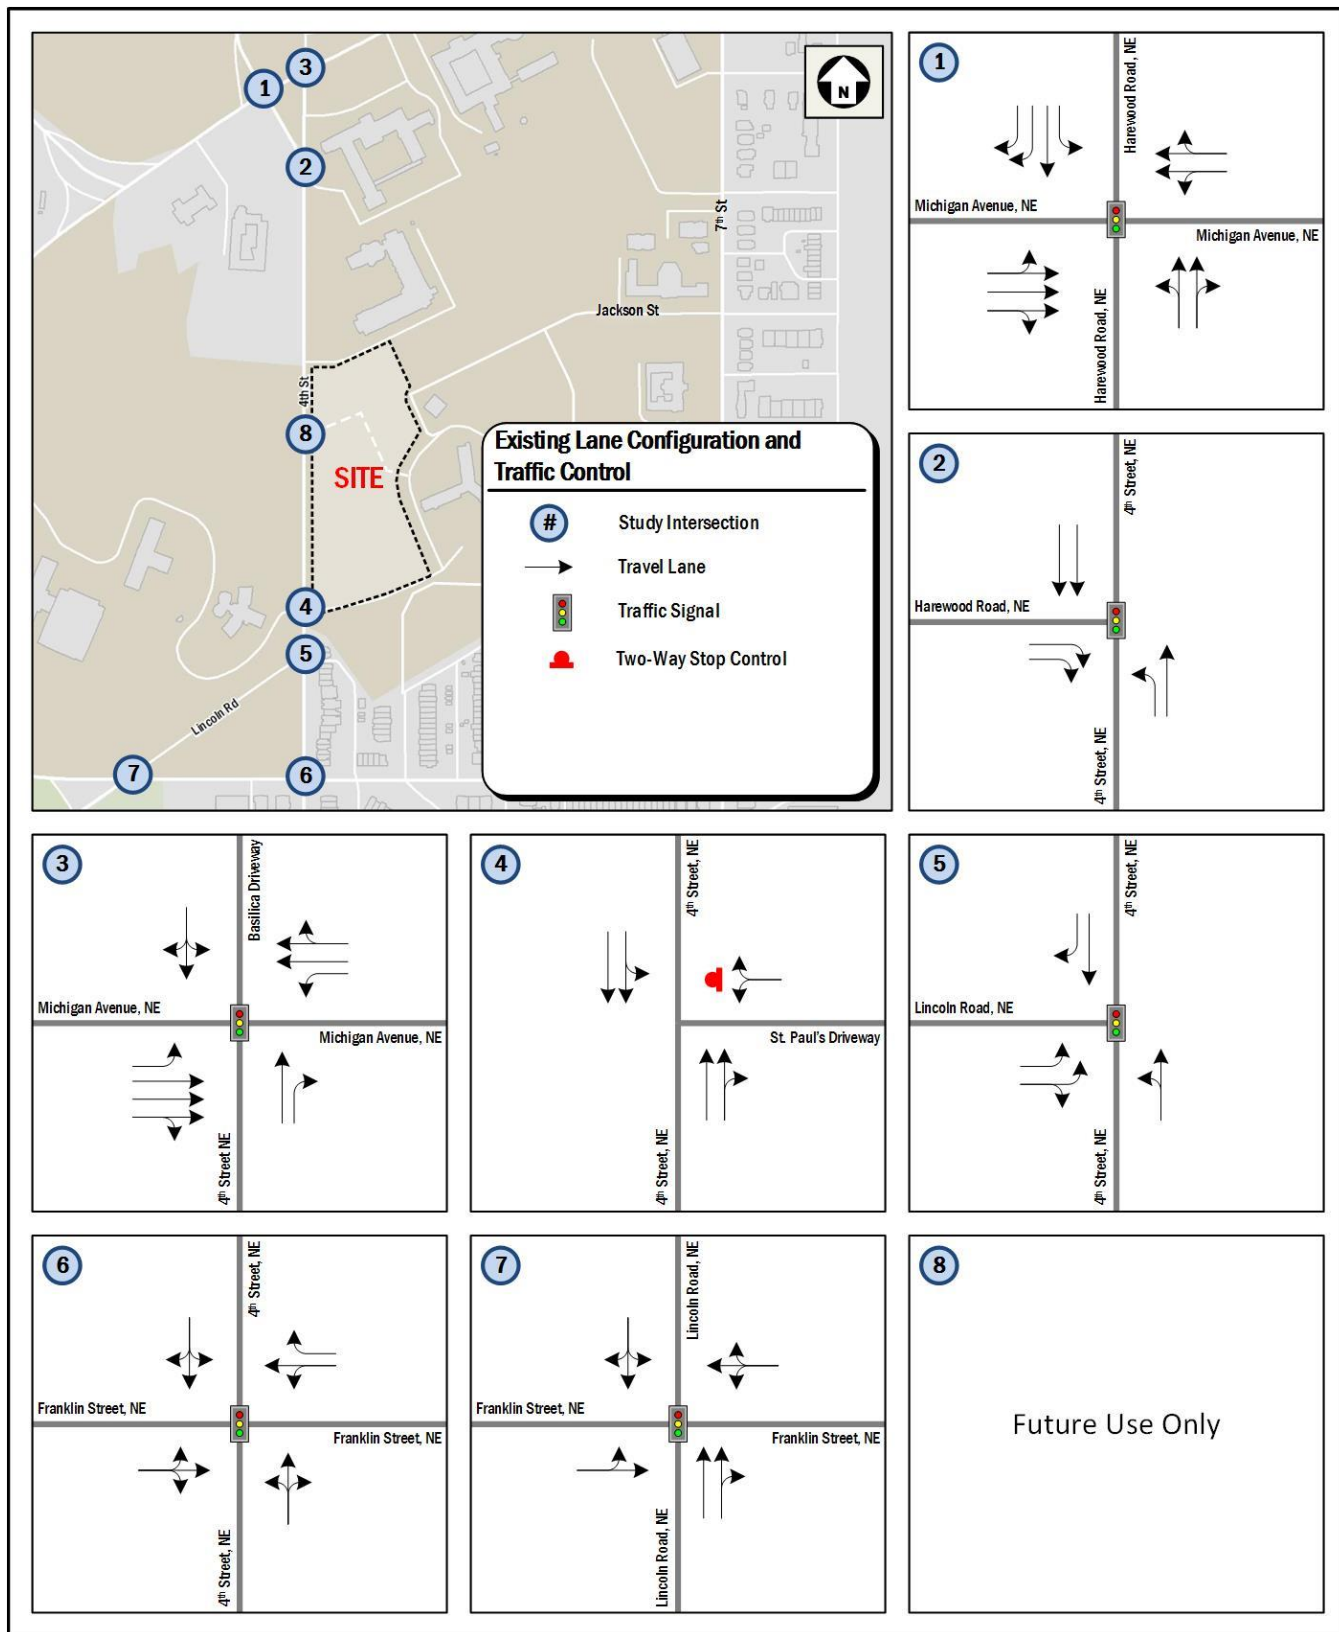 1
3
2
N
7th St
Jackson St
4th St
8
SITE
4
5
Lincoln Rd
7
6
Existing Lane Configuration and
Traffic Control
#
Study Intersection
Travel Lane
Traffic Signal
Two-Way Stop Control
1
Harewood Road, NE
Michigan Avenue, NE
Michigan Avenue, NE
Harewood Road, NE
2
4th Street, NE
Harewood Road, NE
4th Street, NE
3
Basilica Driveway
Michigan Avenue, NE
Michigan Avenue, NE
4th Street NE
4
4th Street, NE
St. Paul's Driveway
4th Street, NE
5
4th Street, NE
Lincoln Road, NE
4th Street, NE
6
4th Street, NE
Franklin Street, NE
Franklin Street, NE
4th Street, NE
7
Lincoln Road, NE
Franklin Street, NE
Franklin Street, NE
Lincoln Road, NE
8
Future Use Only